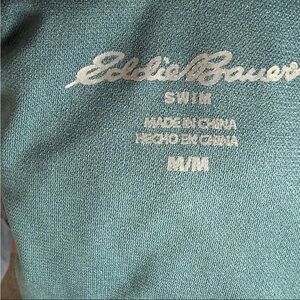 Eddie Bauer
SWIM
MADE IN CHINA
HECHO EN CHINA
M/M